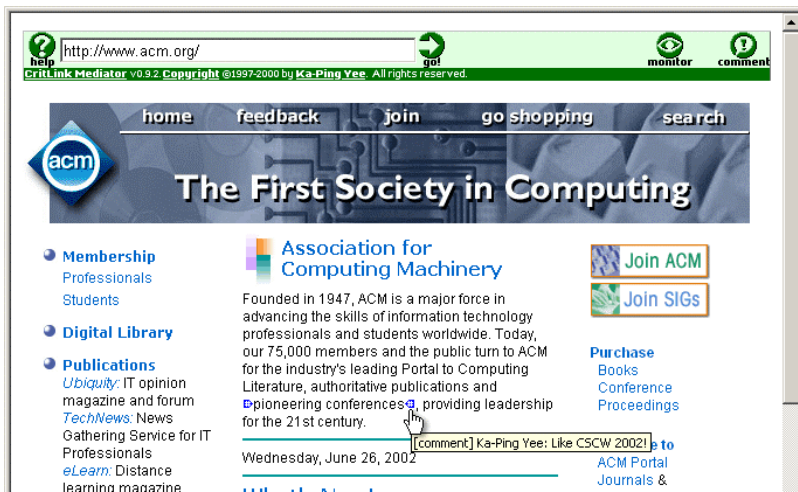 http://www.acm.org/
help
go!
monitor
comment
CritLink Mediator v0.9.2. Copyright ©1997-2000 by Ka-Ping Yee. All rights reserved.
home feedback join go shopping search
acm
The First Society in Computing
Membership
Professionals
Students
Digital Library
Publications
Ubiquity: IT opinion
magazine and forum
TechNews: News
Gathering Service for IT
Professionals
eLearn: Distance
learning magazine
Association for
Computing Machinery
Founded in 1947, ACM is a major force in
advancing the skills of information technology
professionals and students worldwide. Today,
our 75,000 members and the public turn to ACM
for the industry's leading Portal to Computing
Literature, authoritative publications and
pioneering conferences, providing leadership
for the 21st century.
[comment] Ka-Ping Yee: Like CSCW 2002!
Wednesday, June 26, 2002
Join ACM
Join SIGs
Purchase
Books
Conference
Proceedings
to
ACM Portal
Journals &